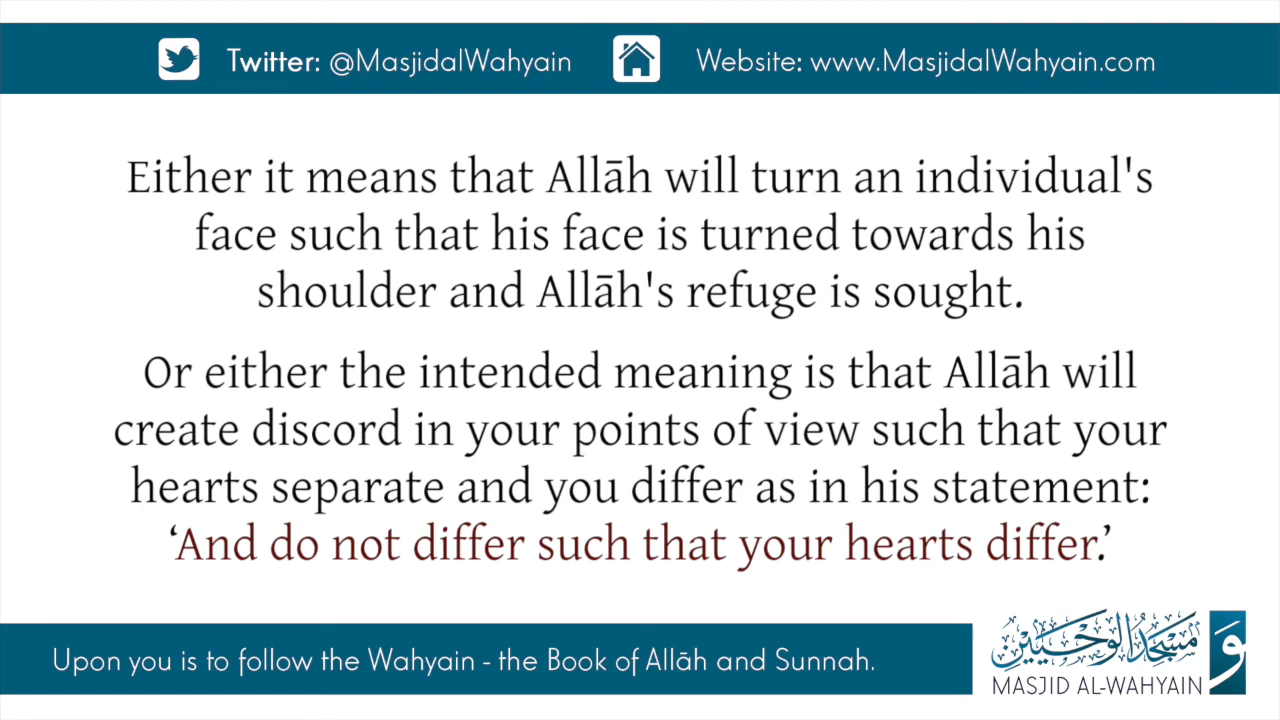 Twitter: @MasjidalWahyain Website: www.MasjidalWahyain.com
Either it means that Allāh will turn an individual's
face such that his face is turned towards his
shoulder and Allāh's refuge is sought.
Or either the intended meaning is that Allāh will
create discord in your points of view such that your
hearts separate and you differ as in his statement:
‘And do not differ such that your hearts differ.’
Upon you is to follow the Wahyain - the Book of Allāh and Sunnah.
مَسْجِدُ الوَحْيَيْنِ
و
MASJID AL-WAHYAIN